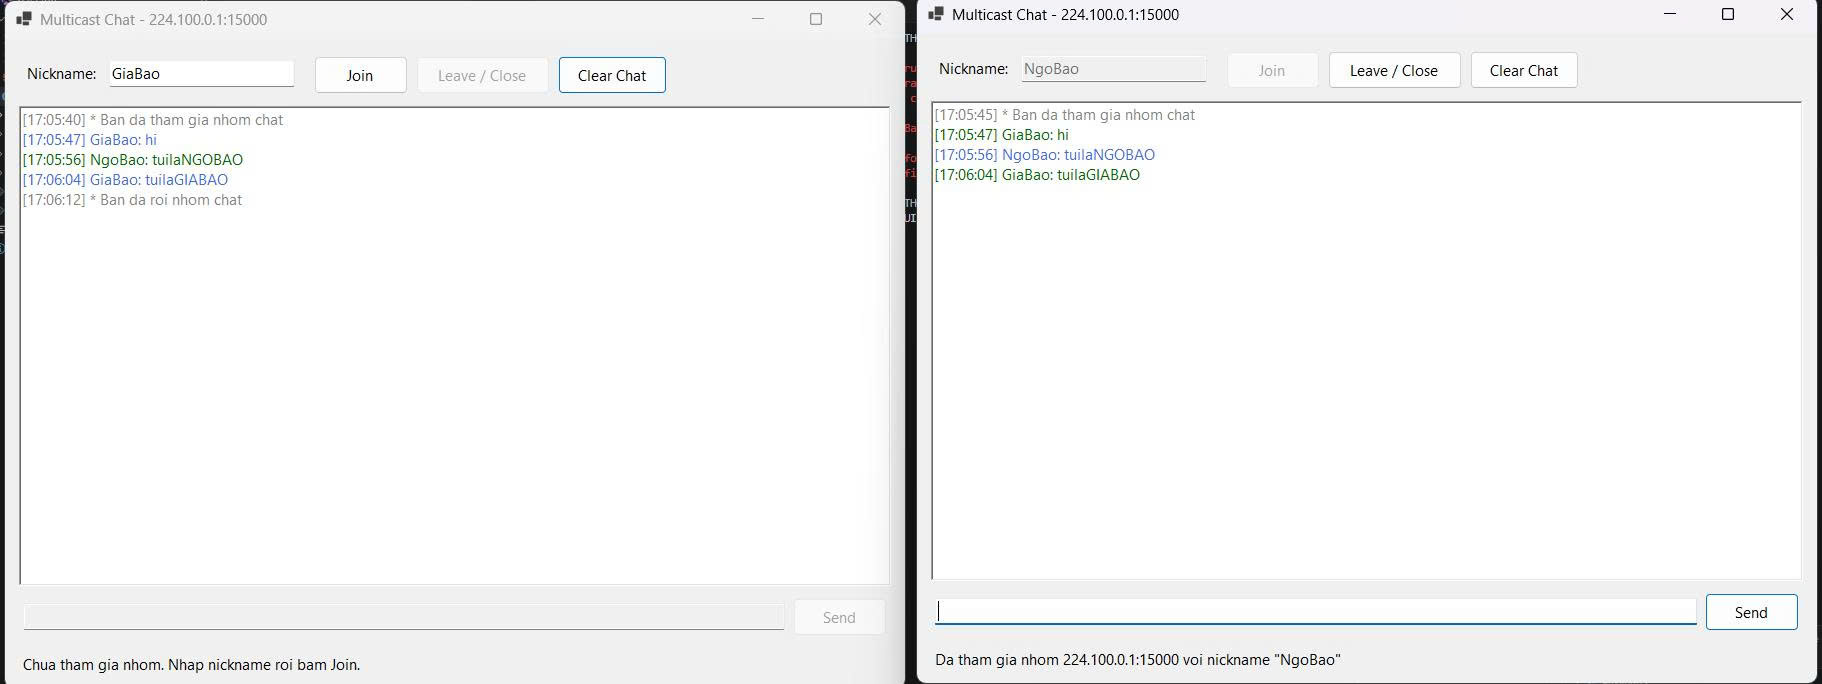 Multicast Chat - 224.100.0.1:15000
Nickname: GiaBao Join Leave / Close Clear Chat
[17:05:40] * Ban da tham gia nhom chat
[17:05:47] GiaBao: hi
[17:05:56] NgoBao: tuilaNGOBAO
[17:06:04] GiaBao: tuilaGIABAO
[17:06:12] * Ban da roi nhom chat
Send
Chua tham gia nhom. Nhap nickname roi bam Join.
Multicast Chat - 224.100.0.1:15000
Nickname: NgoBao Join Leave / Close Clear Chat
[17:05:45] * Ban da tham gia nhom chat
[17:05:47] GiaBao: hi
[17:05:56] NgoBao: tuilaNGOBAO
[17:06:04] GiaBao: tuilaGIABAO
Send
Da tham gia nhom 224.100.0.1:15000 voi nickname "NgoBao"